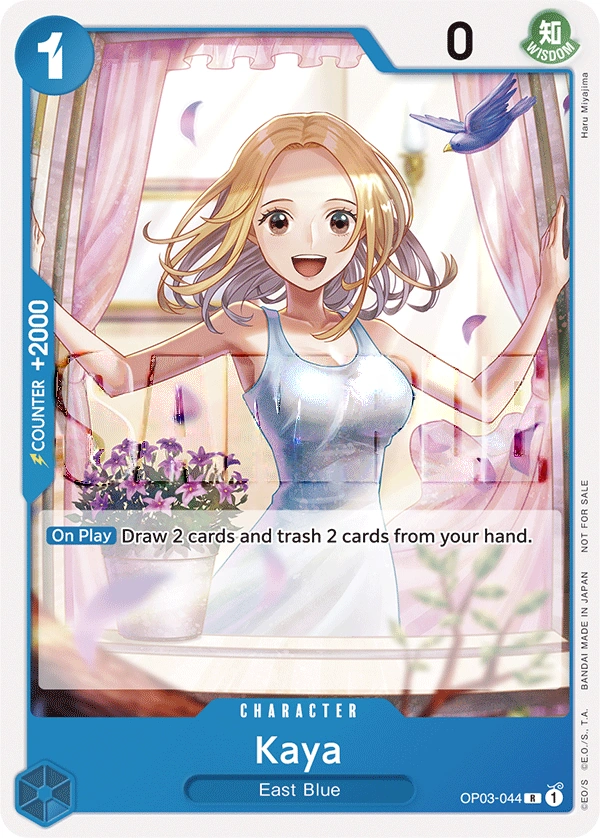 1
0
知
WISDOM
Haru Miyajima
COUNTER +2000
On Play Draw 2 cards and trash 2 cards from your hand.
CHARACTER
Kaya
East Blue
OP03-044 R 1
©EO/S ©E.O./S., T.A. BANDAI MADE IN JAPAN NOT FOR SALE